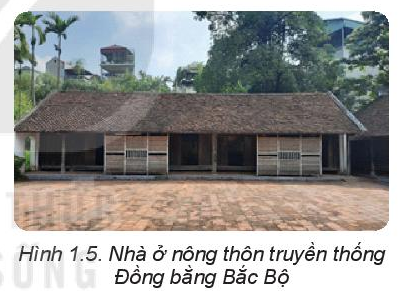 Hình 1.5. Nhà ở nông thôn truyền thống
Đồng bằng Bắc Bộ